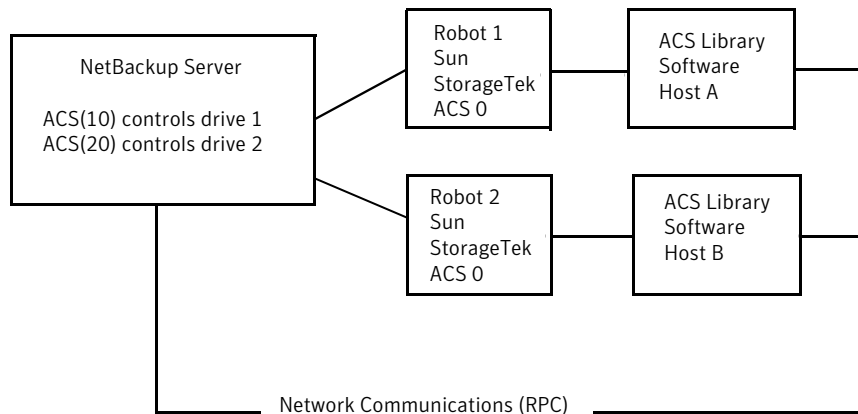 NetBackup Server
ACS(10) controls drive 1
ACS(20) controls drive 2
Robot 1
Sun
StorageTek
ACS 0
ACS Library
Software
Host A
Robot 2
Sun
StorageTek
ACS 0
ACS Library
Software
Host B
Network Communications (RPC)